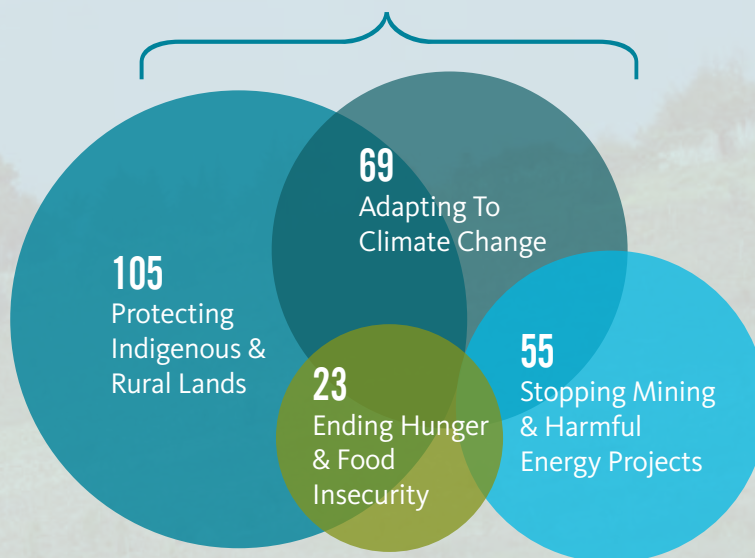 105
Protecting
Indigenous &
Rural Lands
69
Adapting To
Climate Change
23
Ending Hunger
& Food
Insecurity
55
Stopping Mining
& Harmful
Energy Projects